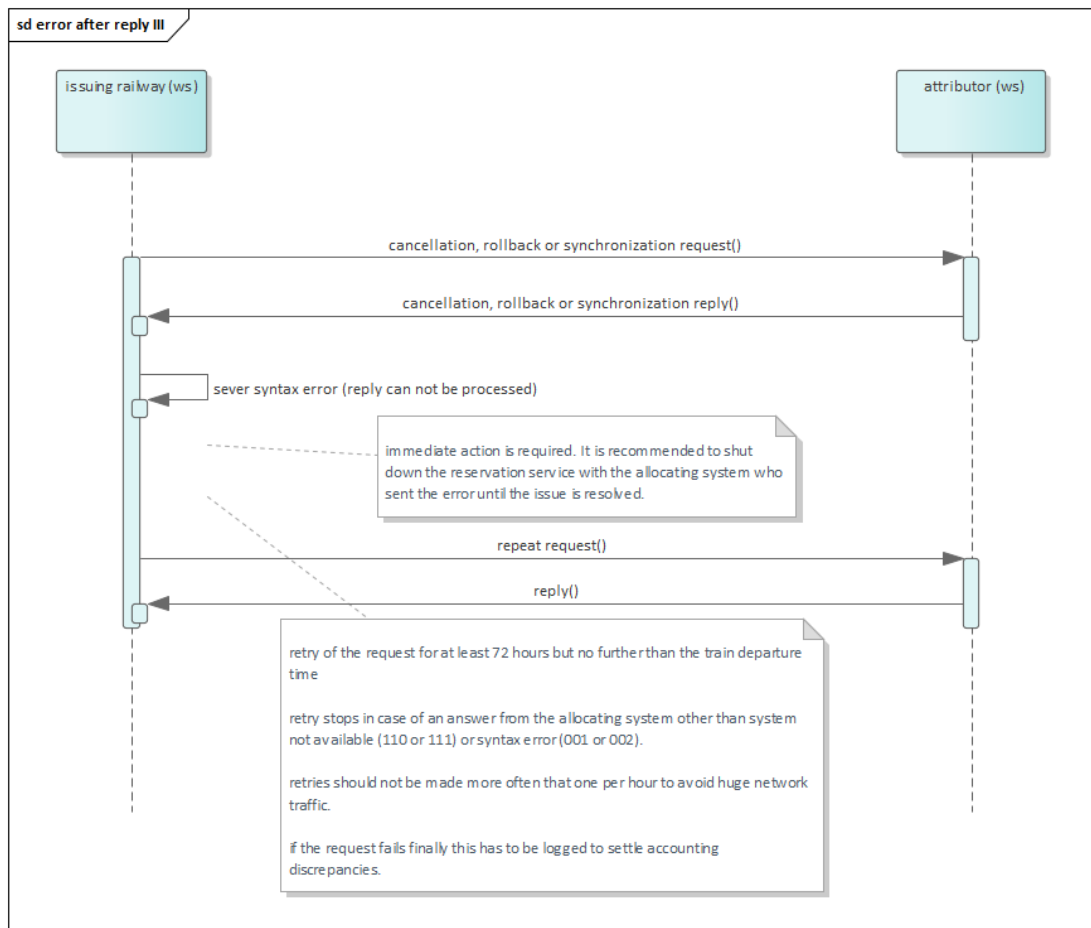 sd error after reply III
issuing railway (ws)
attributor (ws)
cancellation, rollback or synchronization request()
cancellation, rollback or synchronization reply()
sever syntax error (reply can not be processed)
immediate action is required. It is recommended to shut
down the reservation service with the allocating system who
sent the error until the issue is resolved.
repeat request()
reply()
retry of the request for at least 72 hours but no further than the train departure
time
retry stops in case of an answer from the allocating system other than system
not available (110 or 111) or syntax error (001 or 002).
retries should not be made more often that one per hour to avoid huge network
traffic.
if the request fails finally this has to be logged to settle accounting
discrepancies.